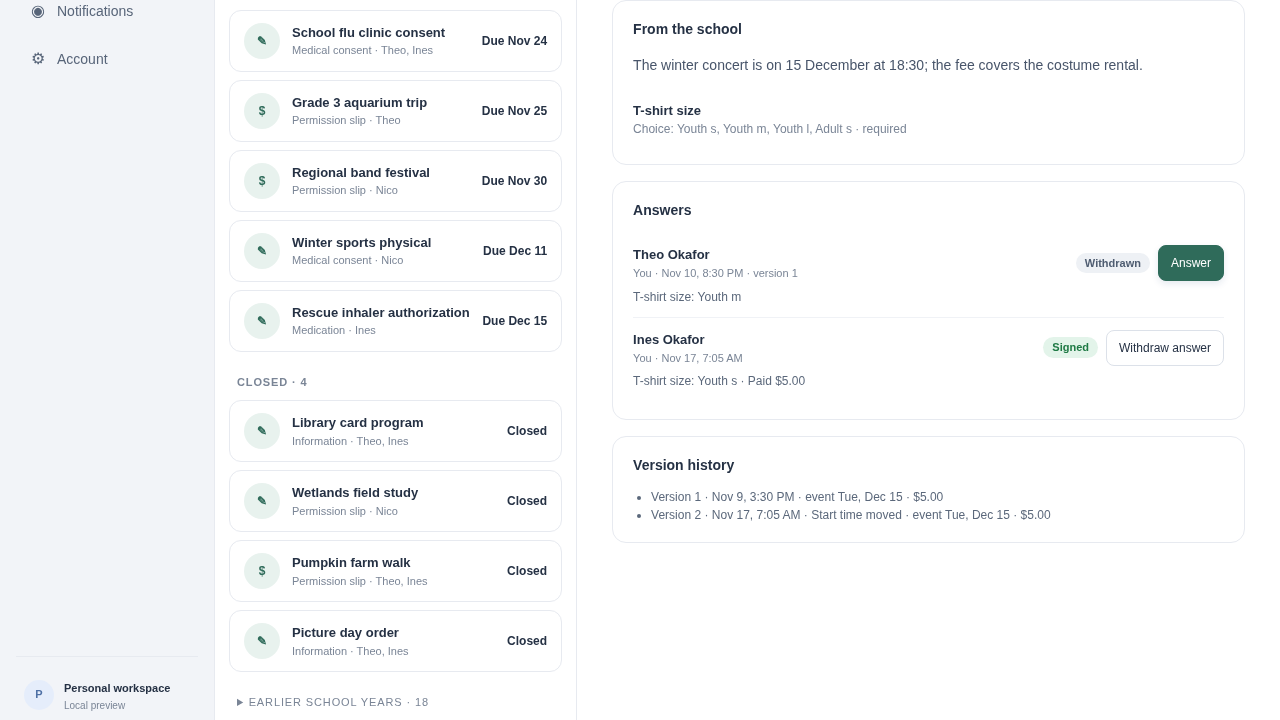 Notifications
Account
Personal workspace
P
Local preview
School flu clinic consent
Medical consent · Theo, Ines
Due Nov 24
$
Grade 3 aquarium trip
Permission slip · Theo
Due Nov 25
$
Regional band festival
Permission slip · Nico
Due Nov 30
Winter sports physical
Medical consent · Nico
Due Dec 11
Rescue inhaler authorization
Medication · Ines
Due Dec 15
CLOSED · 4
Library card program
Information · Theo, Ines
Closed
Wetlands field study
Permission slip · Nico
Closed
$
Pumpkin farm walk
Permission slip · Theo, Ines
Closed
Picture day order
Information · Theo, Ines
Closed
EARLIER SCHOOL YEARS · 18
From the school
The winter concert is on 15 December at 18:30; the fee covers the costume rental.
T-shirt size
Choice: Youth s, Youth m, Youth l, Adult s · required
Answers
Theo Okafor
You · Nov 10, 8:30 PM · version 1
Withdrawn
Answer
T-shirt size: Youth m
Ines Okafor
You · Nov 17, 7:05 AM
Signed
Withdraw answer
T-shirt size: Youth s · Paid $5.00
Version history
Version 1 · Nov 9, 3:30 PM · event Tue, Dec 15 · $5.00
Version 2 · Nov 17, 7:05 AM · Start time moved · event Tue, Dec 15 · $5.00